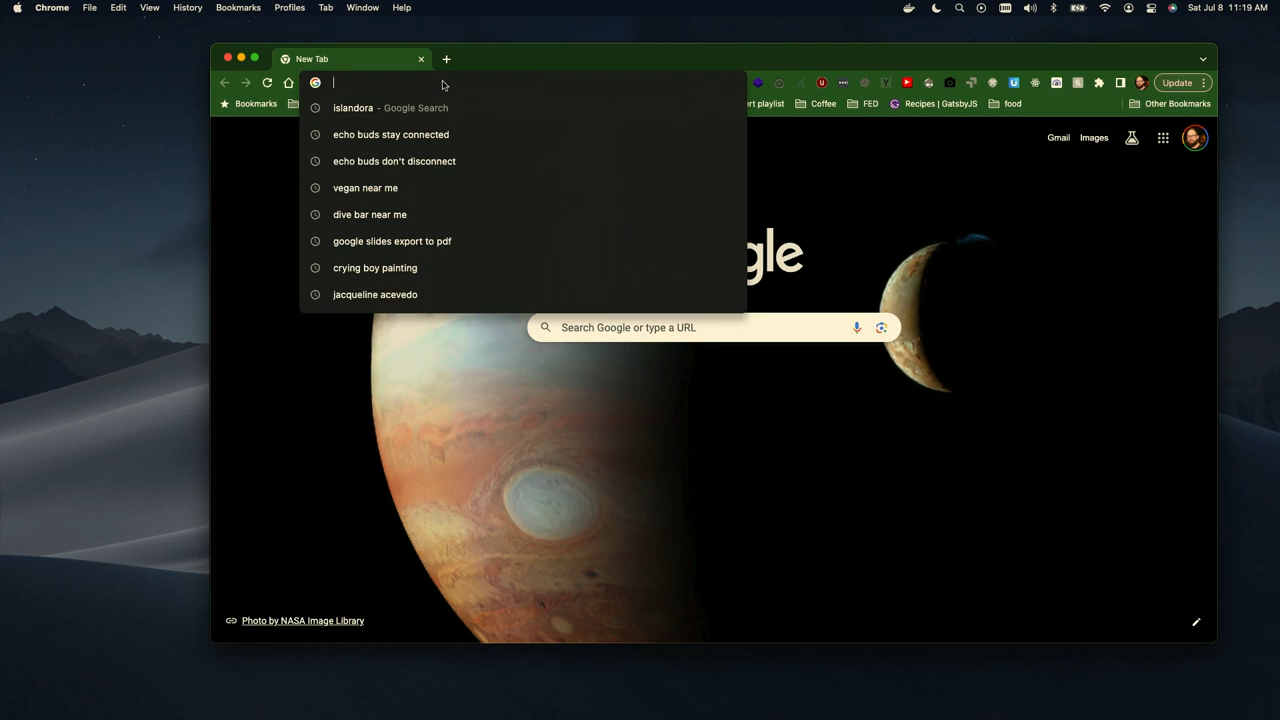 Chrome File Edit View History Bookmarks Profiles Tab Window Help Sat Jul 8 11:19 AM
New Tab
Update
islandora - Google Search
Bookmarks
ert playlist Coffee FED Recipes | GatsbyJS food Other Bookmarks
echo buds stay connected
Gmail Images
echo buds don't disconnect
vegan near me
dive bar near me
google slides export to pdf
gle
crying boy painting
jacqueline acevedo
Search Google or type a URL
Photo by NASA Image Library